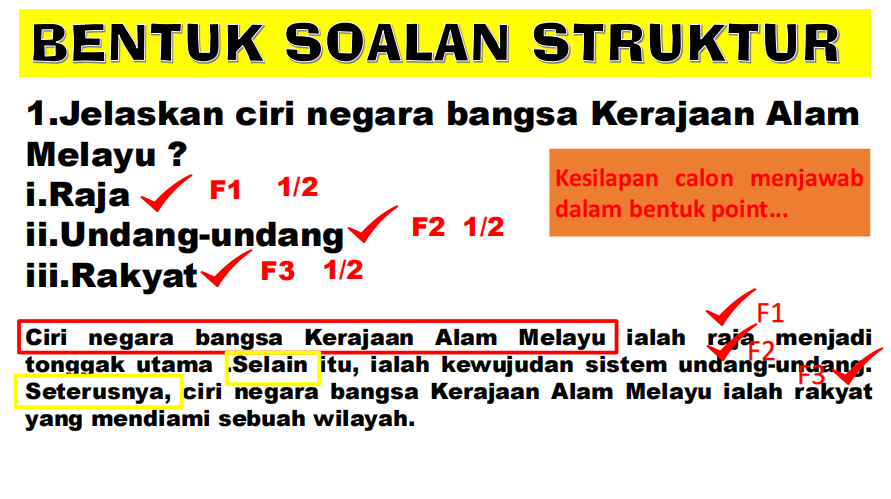 BENTUK SOALAN STRUKTUR
1.Jelaskan ciri negara bangsa Kerajaan Alam
Melayu ?
i.Raja F1 1/2
ii.Undang-undang F2 1/2
iii.Rakyat F3 1/2
Kesilapan calon menjawab
dalam bentuk point...
Ciri negara bangsa Kerajaan Alam Melayu ialah raja menjadi F1
tonggak utama .Selain itu, ialah kewujudan sistem undang-undang. F2
Seterusnya, ciri negara bangsa Kerajaan Alam Melayu ialah rakyat F3
yang mendiami sebuah wilayah.